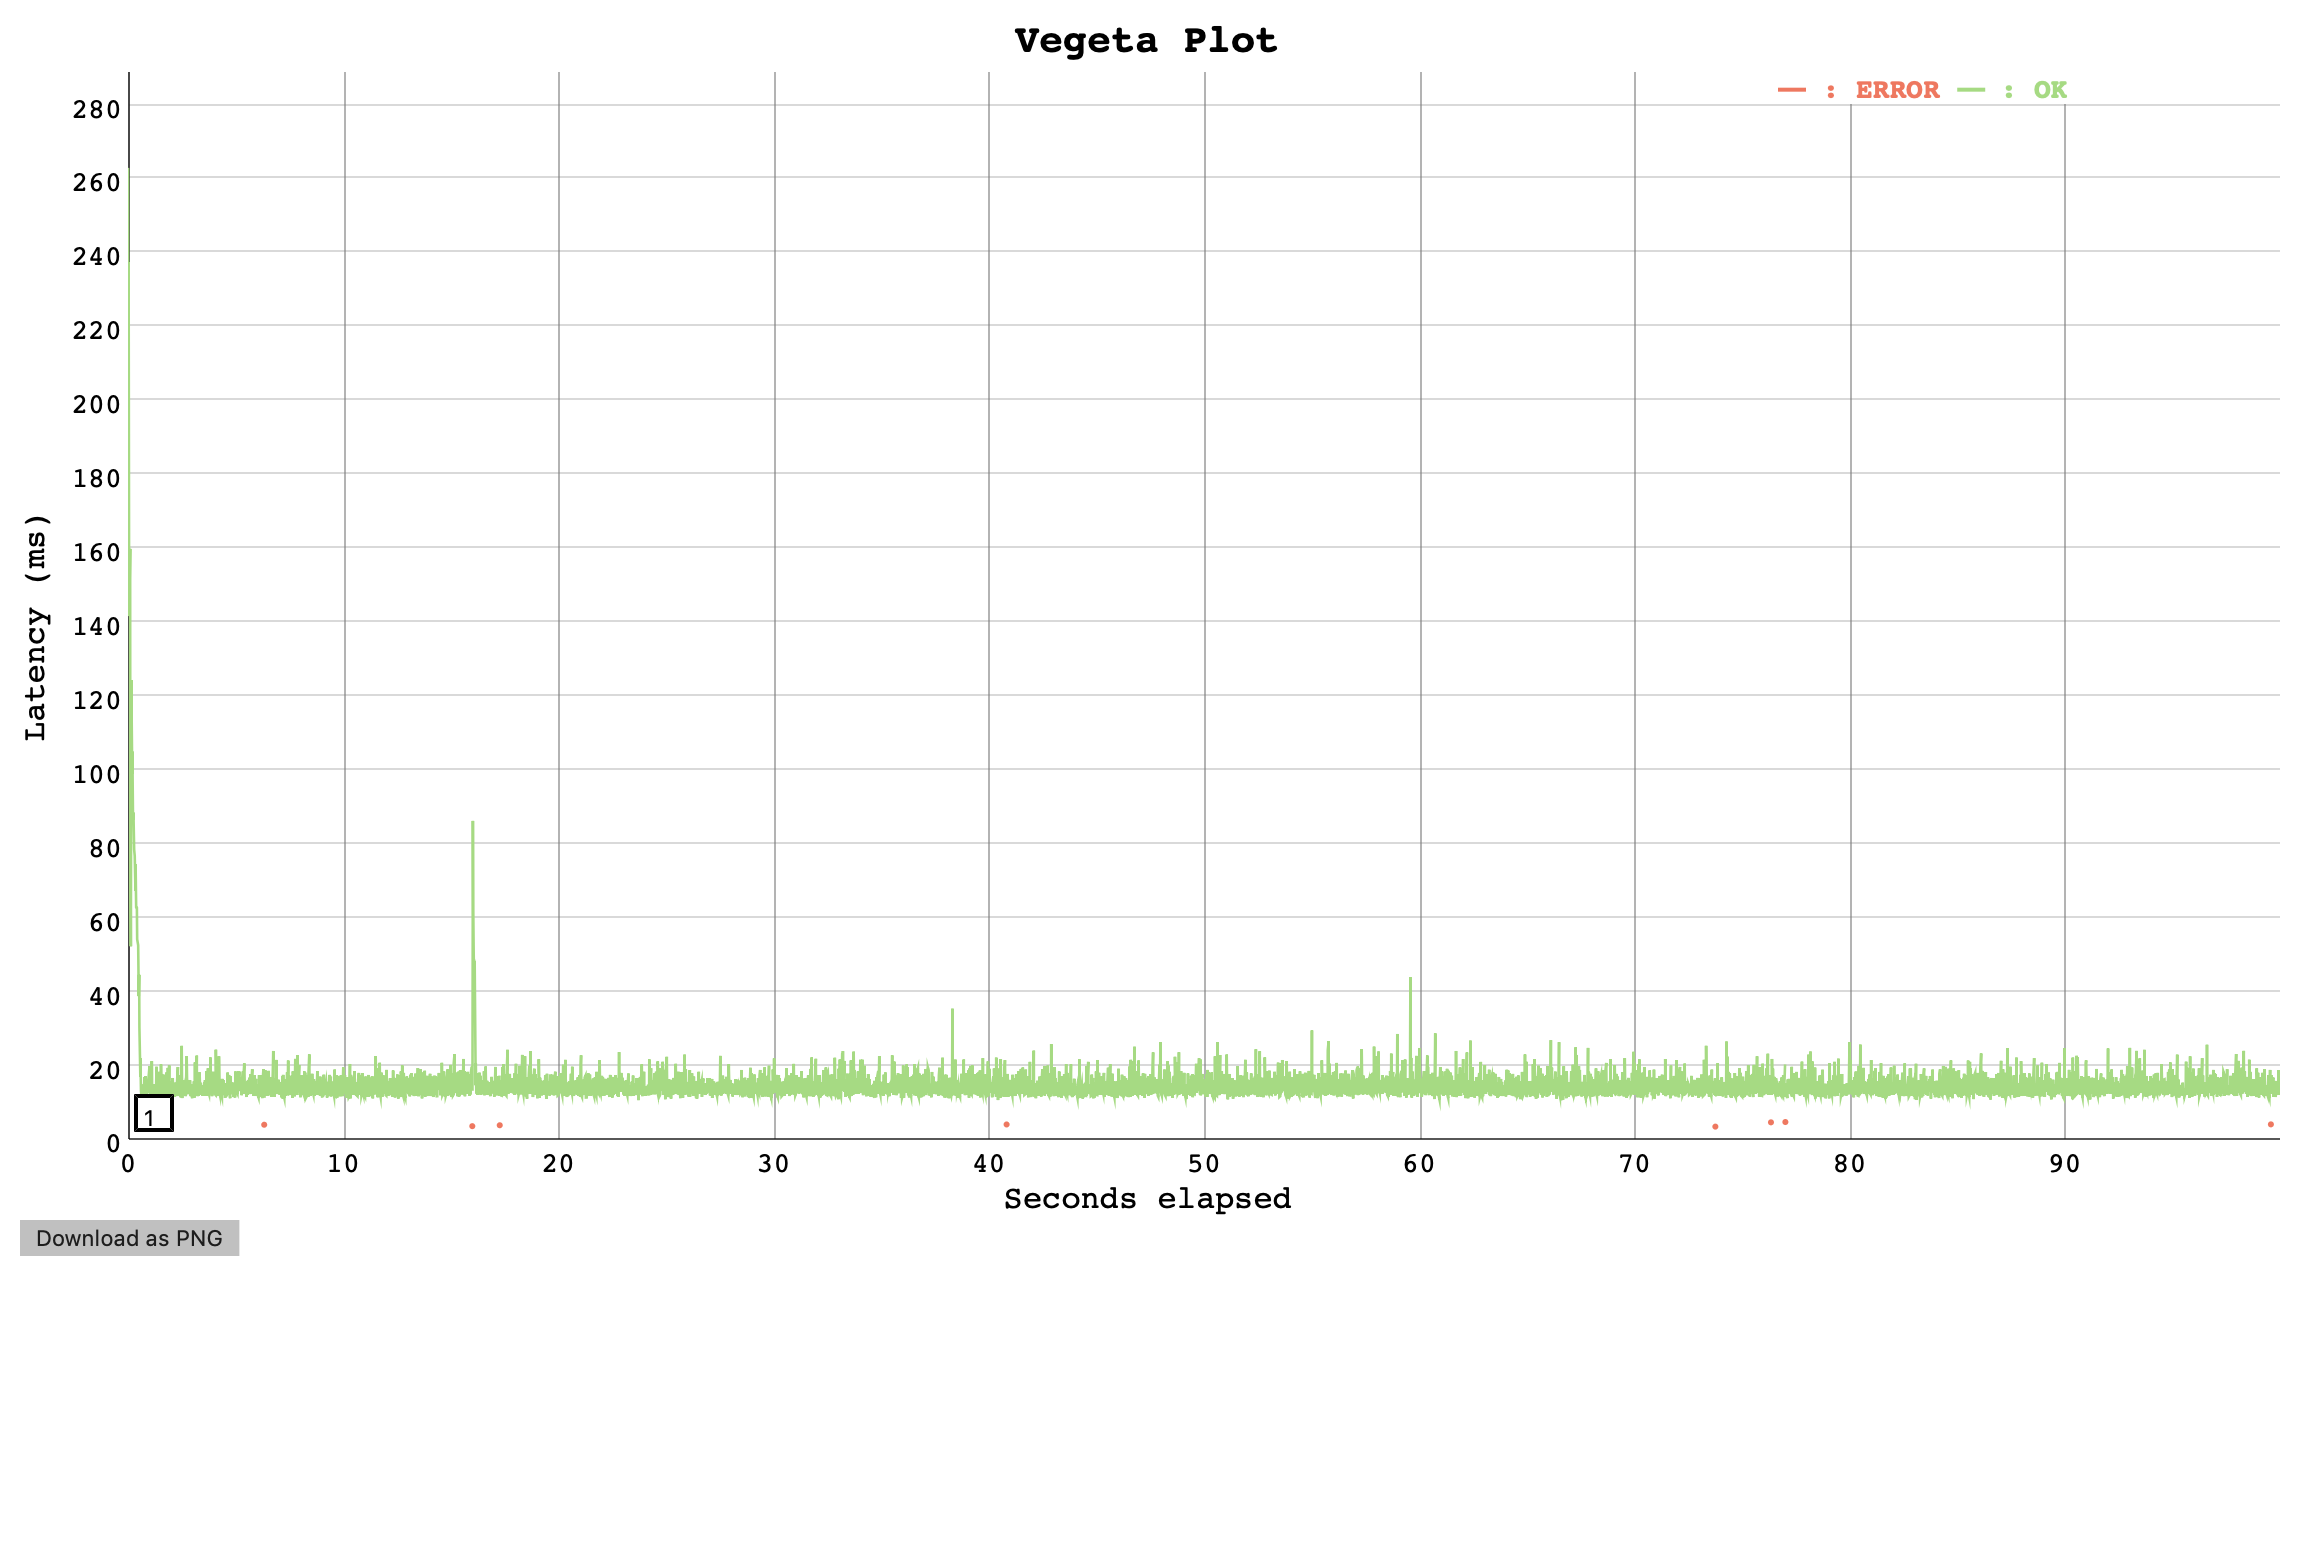 Vegeta Plot
— : ERROR — : OK
Latency (ms)
280
260
240
220
200
180
160
140
120
100
80
60
40
20
0
1
0 10 20 30 40 50 60 70 80 90
Seconds elapsed
Download as PNG